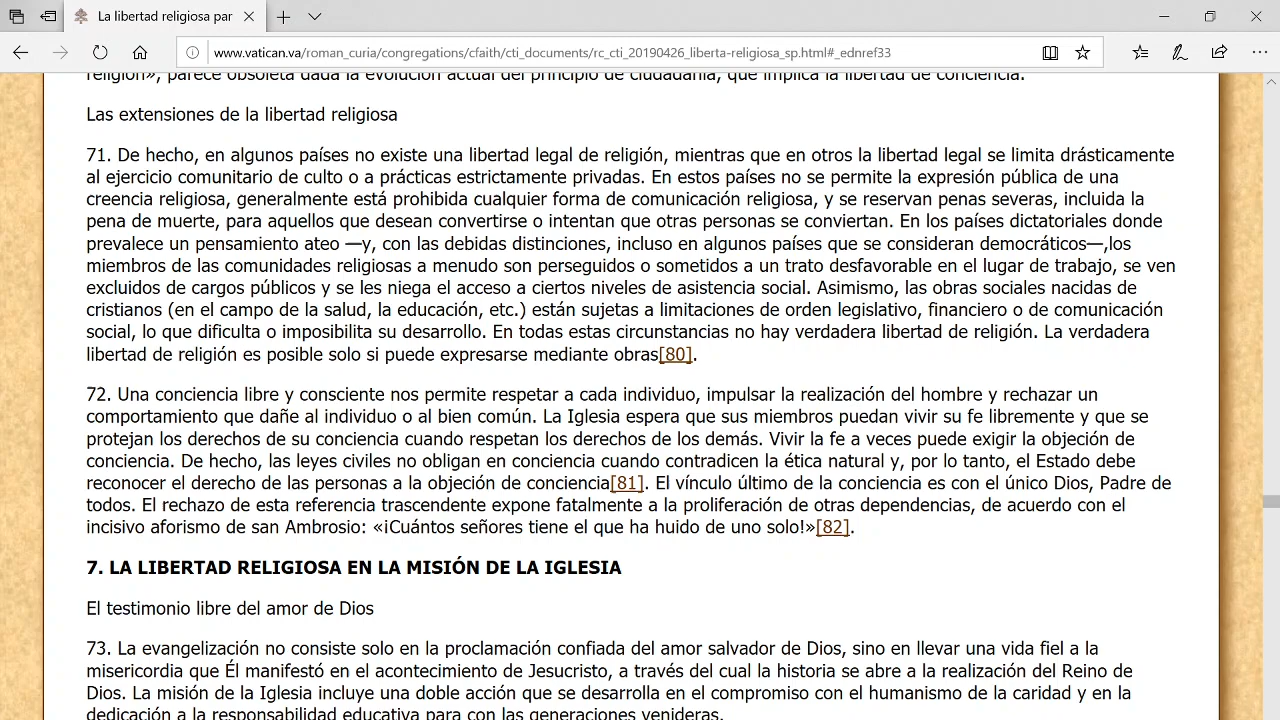 La libertad religiosa par
www.vatican.va/roman_curia/congregations/cfaith/cti_documents/rc_cti_20190426_liberta-religiosa_sp.html#_ednref33
religión», parece obsoleta dada la evolución actual del principio de ciudadanía, que implica la libertad de conciencia.
Las extensiones de la libertad religiosa
71. De hecho, en algunos países no existe una libertad legal de religión, mientras que en otros la libertad legal se limita drásticamente
al ejercicio comunitario de culto o a prácticas estrictamente privadas. En estos países no se permite la expresión pública de una
creencia religiosa, generalmente está prohibida cualquier forma de comunicación religiosa, y se reservan penas severas, incluida la
pena de muerte, para aquellos que desean convertirse o intentan que otras personas se conviertan. En los países dictatoriales donde
prevalece un pensamiento ateo —y, con las debidas distinciones, incluso en algunos países que se consideran democráticos—,los
miembros de las comunidades religiosas a menudo son perseguidos o sometidos a un trato desfavorable en el lugar de trabajo, se ven
excluidos de cargos públicos y se les niega el acceso a ciertos niveles de asistencia social. Asimismo, las obras sociales nacidas de
cristianos (en el campo de la salud, la educación, etc.) están sujetas a limitaciones de orden legislativo, financiero o de comunicación
social, lo que dificulta o imposibilita su desarrollo. En todas estas circunstancias no hay verdadera libertad de religión. La verdadera
libertad de religión es posible solo si puede expresarse mediante obras[80].
72. Una conciencia libre y consciente nos permite respetar a cada individuo, impulsar la realización del hombre y rechazar un
comportamiento que dañe al individuo o al bien común. La Iglesia espera que sus miembros puedan vivir su fe libremente y que se
protejan los derechos de su conciencia cuando respetan los derechos de los demás. Vivir la fe a veces puede exigir la objeción de
conciencia. De hecho, las leyes civiles no obligan en conciencia cuando contradicen la ética natural y, por lo tanto, el Estado debe
reconocer el derecho de las personas a la objeción de conciencia[81]. El vínculo último de la conciencia es con el único Dios, Padre de
todos. El rechazo de esta referencia trascendente expone fatalmente a la proliferación de otras dependencias, de acuerdo con el
incisivo aforismo de san Ambrosio: «¡Cuántos señores tiene el que ha huido de uno solo!»[82].
7. LA LIBERTAD RELIGIOSA EN LA MISIÓN DE LA IGLESIA
El testimonio libre del amor de Dios
73. La evangelización no consiste solo en la proclamación confiada del amor salvador de Dios, sino en llevar una vida fiel a la
misericordia que Él manifestó en el acontecimiento de Jesucristo, a través del cual la historia se abre a la realización del Reino de
Dios. La misión de la Iglesia incluye una doble acción que se desarrolla en el compromiso con el humanismo de la caridad y en la
dedicación a la responsabilidad educativa para con las generaciones venideras.